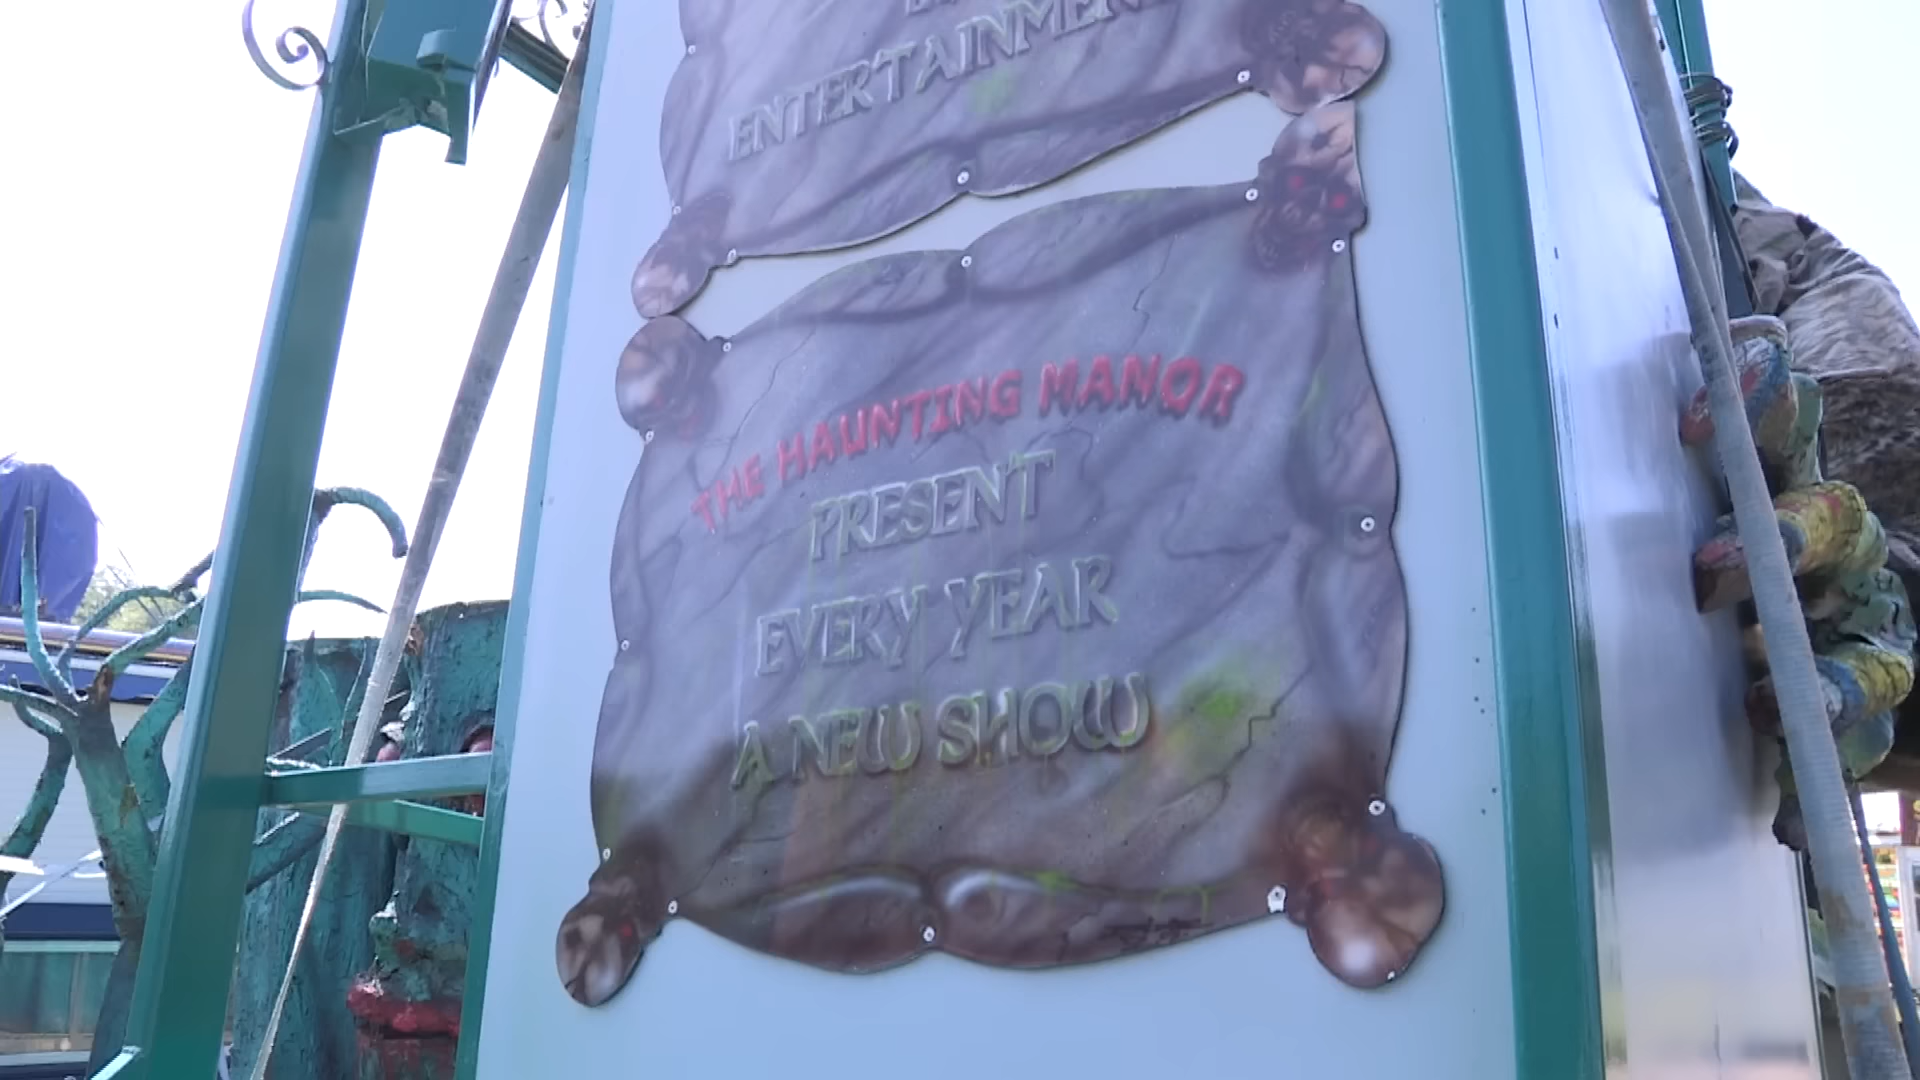 ENTERTAINMENT
THE HAUNTING MANOR
PRESENT
EVERY YEAR
A NEW SHOW